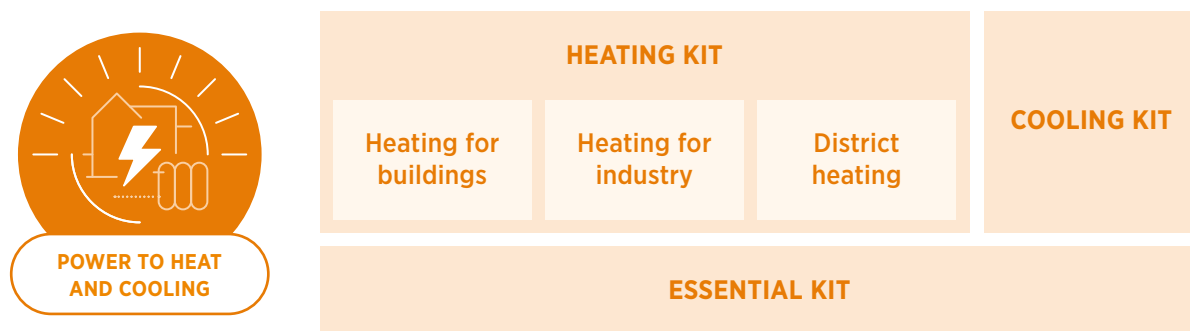 POWER TO HEAT
AND COOLING
HEATING KIT
Heating for
buildings
Heating for
industry
District
heating
COOLING KIT
ESSENTIAL KIT